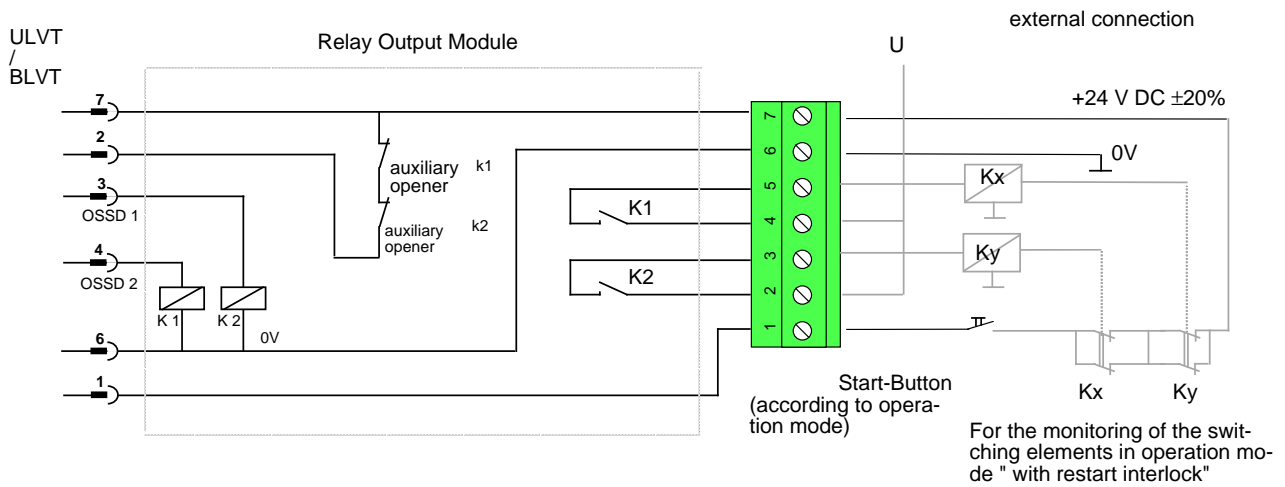 external connection
ULVT
/
BLVT
Relay Output Module
U
+24 V DC ±20%
7
2
3
OSSD 1
4
OSSD 2
6
1
auxiliary
opener
k1
auxiliary
opener
k2
K 1
K 2
0V
K1
K2
7
6
5
4
3
2
1
0V
Kx
Ky
Kx
Ky
Start-Button
(according to opera-
tion mode)
For the monitoring of the swit-
ching elements in operation mo-
de " with restart interlock"